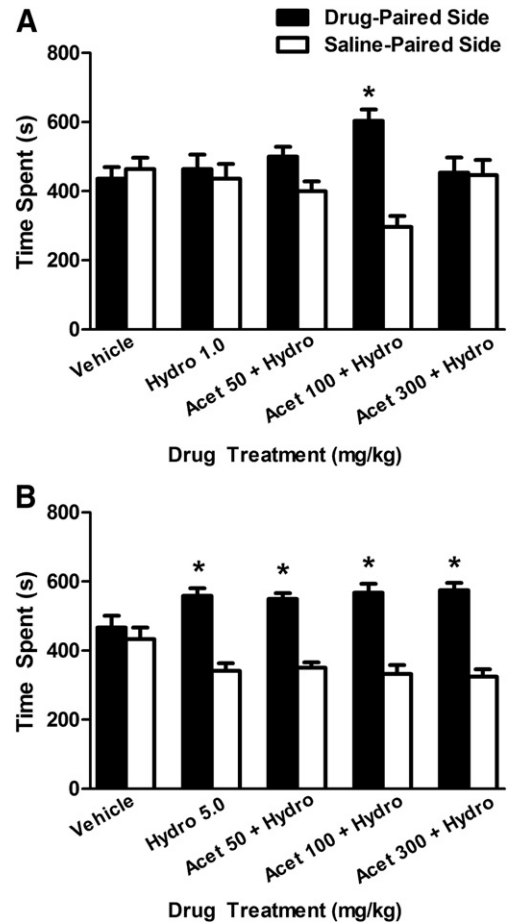 A
Drug-Paired Side
Saline-Paired Side
Time Spent (s)
800
600
400
200
0
*
Vehicle
Hydro 1.0
Acet 50 + Hydro
Acet 100 + Hydro
Acet 300 + Hydro
Drug Treatment (mg/kg)
B
Time Spent (s)
800
600
400
200
0
*
*
*
*
Vehicle
Hydro 5.0
Acet 50 + Hydro
Acet 100 + Hydro
Acet 300 + Hydro
Drug Treatment (mg/kg)